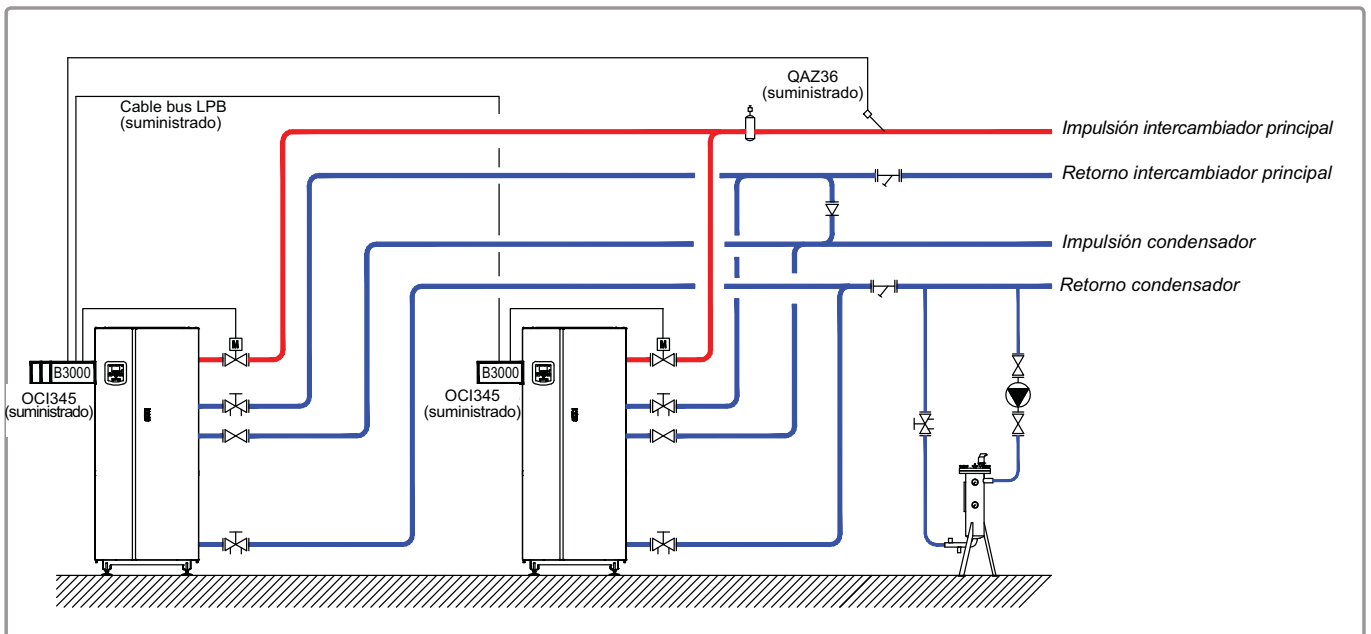 QAZ36
(suministrado)
Cable bus LPB
(suministrado)
Impulsión intercambiador principal
Retorno intercambiador principal
Impulsión condensador
Retorno condensador
M
M
B3000
B3000
OCI345
(suministrado)
OCI345
(suministrado)